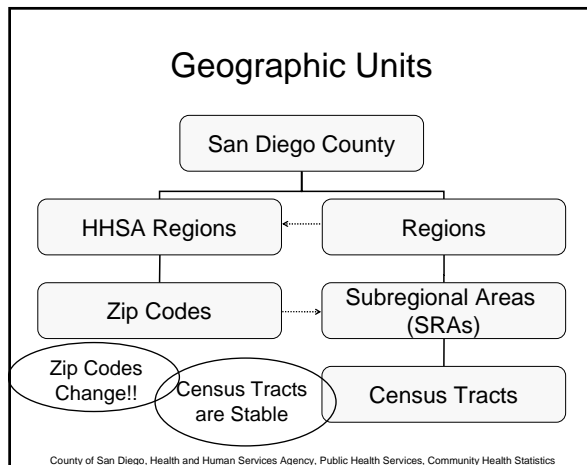 Geographic Units
San Diego County
HHSA Regions
Regions
Zip Codes
Subregional Areas
(SRAs)
Zip Codes
Change!!
Census Tracts
are Stable
Census Tracts
County of San Diego, Health and Human Services Agency, Public Health Services, Community Health Statistics